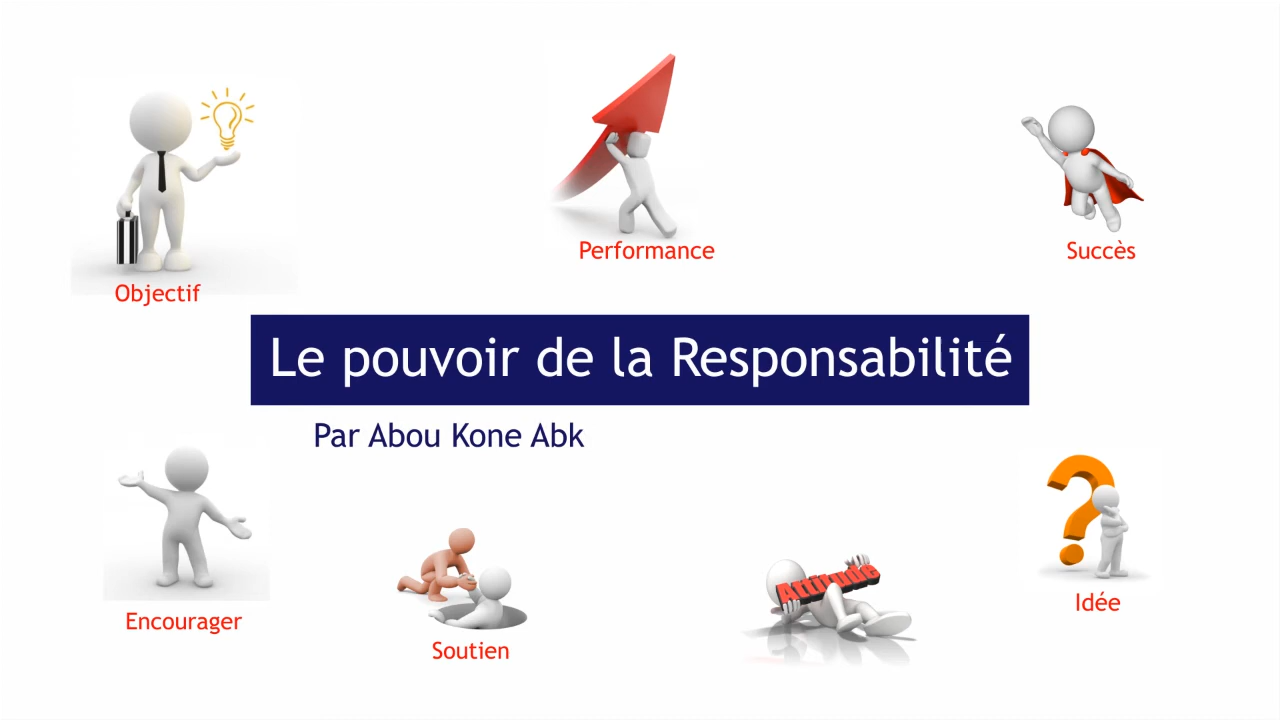 Performance
Succès
Objectif
Le pouvoir de la Responsabilité
Par Abou Kone Abk
Attitude
Idée
Encourager
Soutien